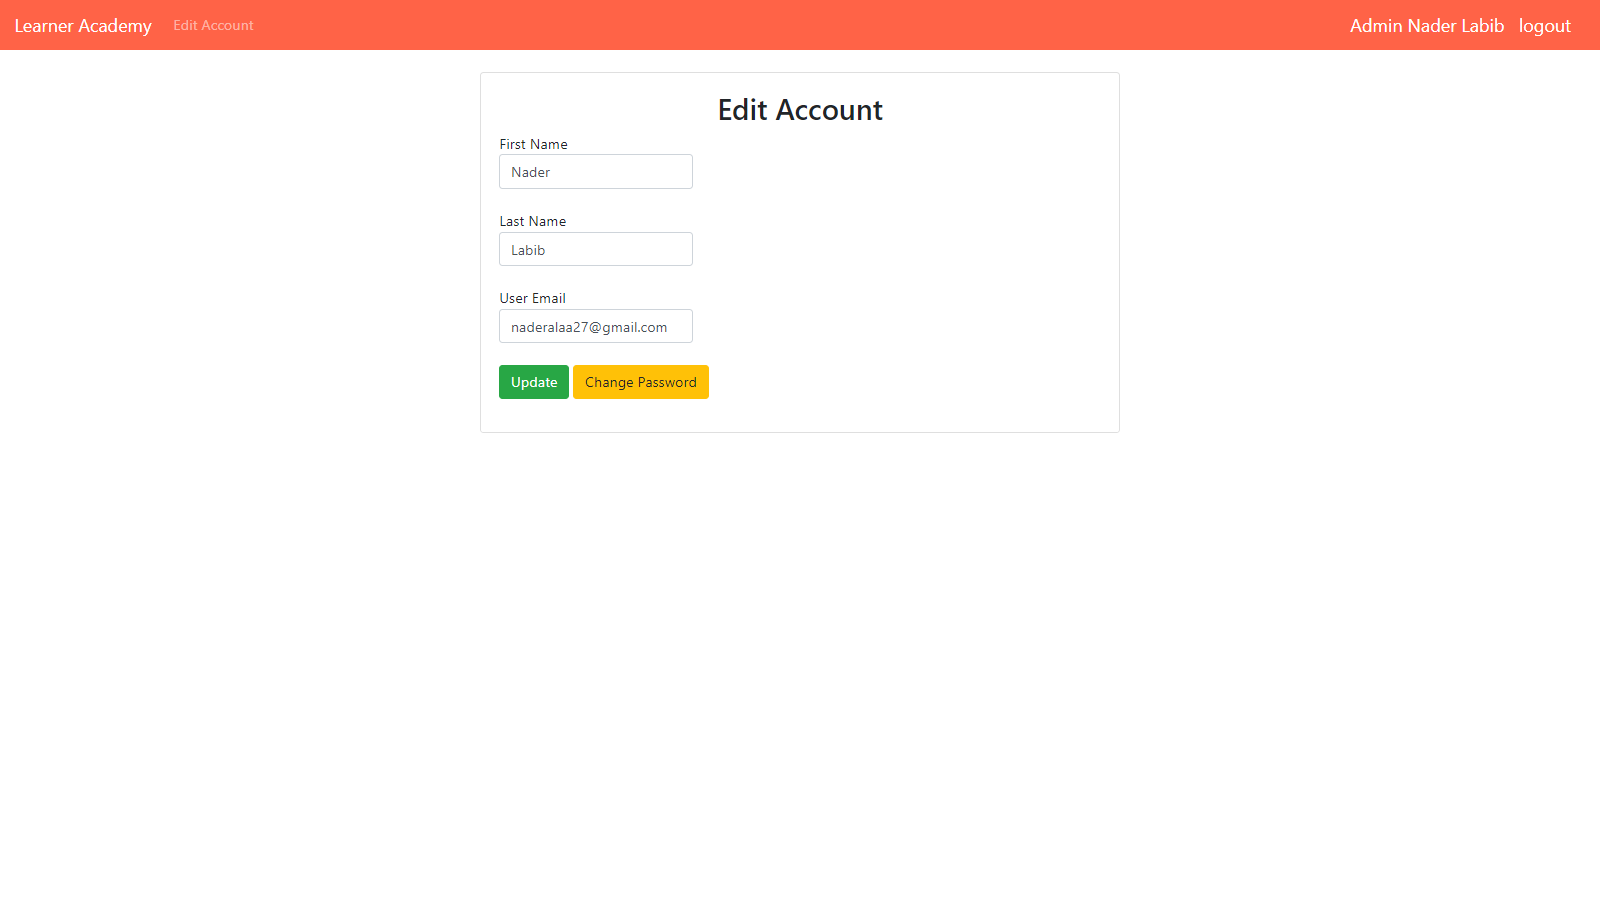 Learner Academy Edit Account Admin Nader Labib logout
Edit Account
First Name
Nader
Last Name
Labib
User Email
naderalaa27@gmail.com
Update Change Password